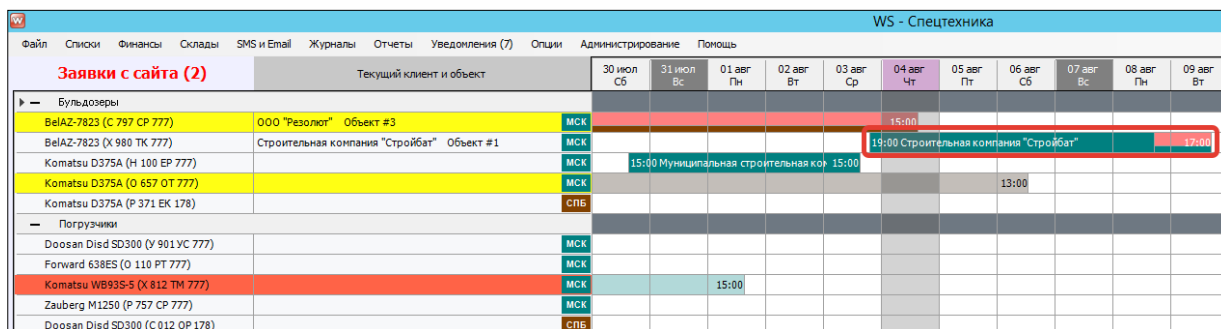 WS - Спецтехника
Файл Списки Финансы Склады SMS и Email Журналы Отчеты Уведомления (7) Опции Администрирование Помощь
Заявки с сайта (2) Текущий клиент и объект 30 июл 31 июл 01 авг 02 авг 03 авг 04 авг 05 авг 06 авг 07 авг 08 авг 09 авг
Сб Вс Пн Вт Ср Чт Пт Сб Вс Пн Вт
Бульдозеры
BelAZ-7823 (С 797 СР 777) ООО "Резолют" Объект #3 МСК 15:00
BelAZ-7823 (Х 980 ТК 777) Строительная компания "Стройбат" Объект #1 МСК 19:00 Строительная компания "Стройбат" 17:00
Komatsu D375A (Н 100 ЕР 777) МСК 15:00 Муниципальная строительная ком 15:00
Komatsu D375A (О 657 ОТ 777) МСК 13:00
Komatsu D375A (Р 371 ЕК 178) СПБ
Погрузчики
Doosan Disd SD300 (У 901 УС 777) МСК
Forward 638ES (О 110 РТ 777) МСК
Komatsu WB93S-5 (Х 812 ТМ 777) МСК 15:00
Zauberg M1250 (Р 757 СР 777) МСК
Doosan Disd SD300 (С 012 ОР 178) СПБ